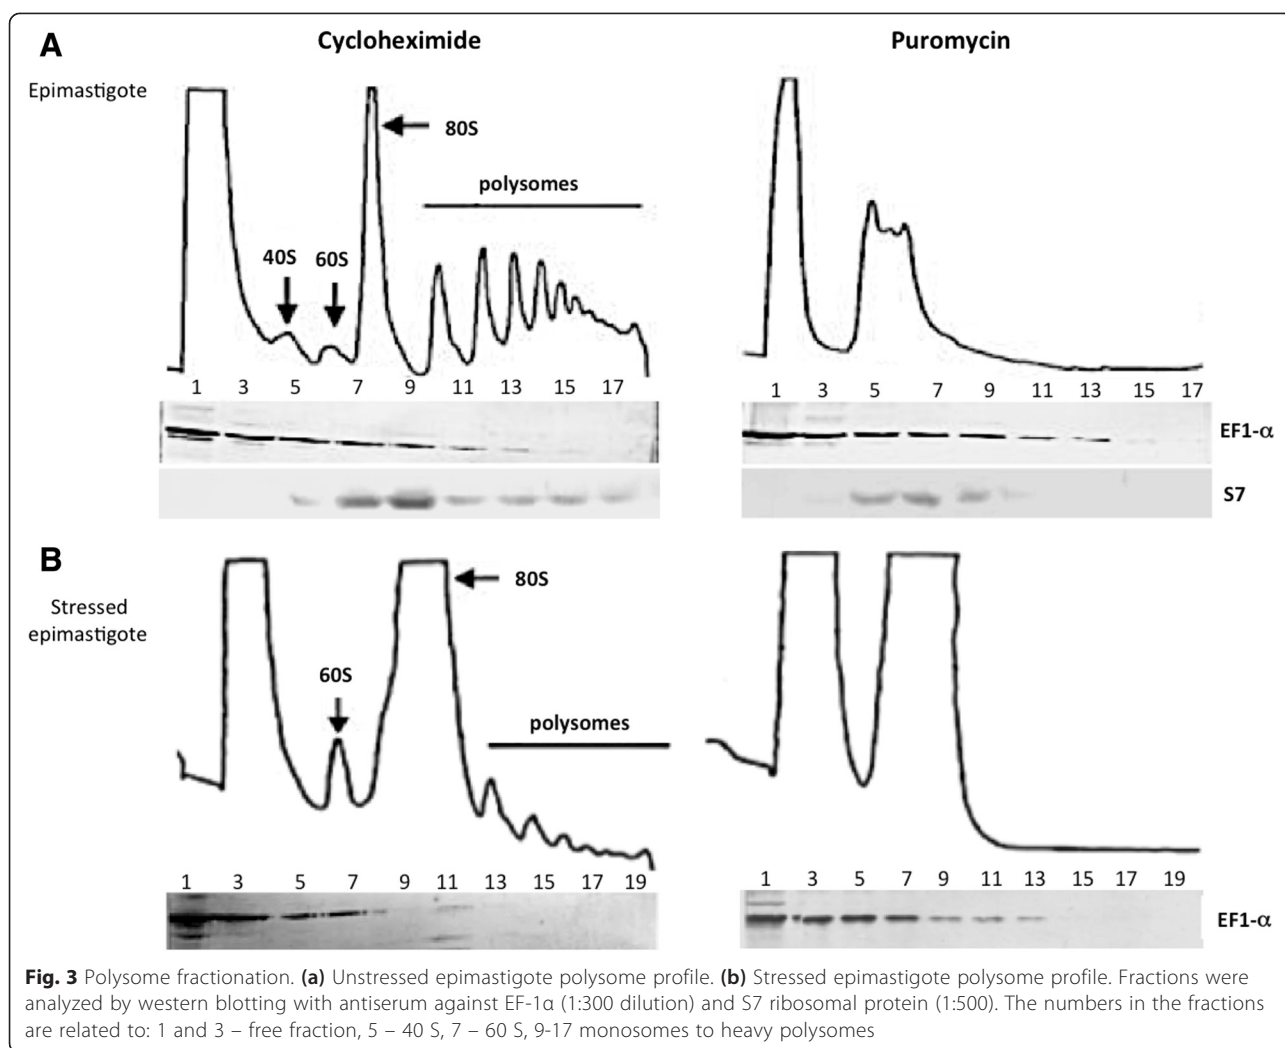 A
Cycloheximide
Puromycin
Epimastigote
80S
polysomes
40S
60S
1 3 5 7 9 11 13 15 17
1 3 5 7 9 11 13 15 17
EF1-α
S7
B
Stressed
epimastigote
80S
60S
polysomes
1 3 5 7 9 11 13 15 17 19
1 3 5 7 9 11 13 15 17 19
EF1-α
Fig. 3 Polysome fractionation. (a) Unstressed epimastigote polysome profile. (b) Stressed epimastigote polysome profile. Fractions were
analyzed by western blotting with antiserum against EF-1α (1:300 dilution) and S7 ribosomal protein (1:500). The numbers in the fractions
are related to: 1 and 3 – free fraction, 5 – 40 S, 7 – 60 S, 9-17 monosomes to heavy polysomes